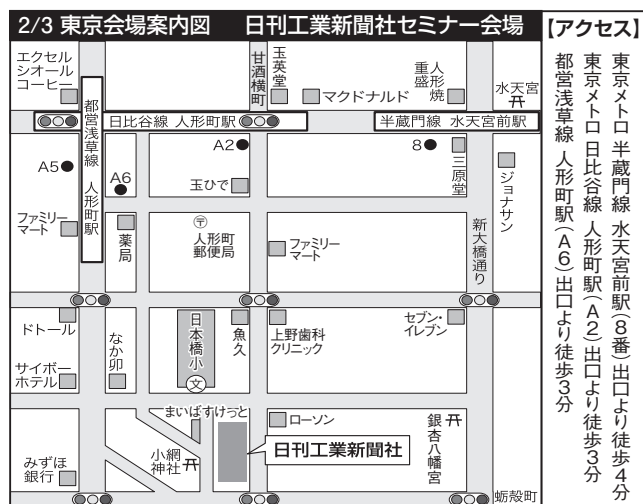 2/3 東京会場案内図 日刊工業新聞社セミナー会場
【アクセス】
東京メトロ 半蔵門線 水天宮前駅(8番)出口より徒歩4分
東京メトロ 日比谷線 人形町駅(A2)出口より徒歩3分
都営浅草線 人形町駅(A6)出口より徒歩3分
エクセル
シオール
コーヒー
甘酒横町
玉英堂
マクドナルド
重盛
人形焼
水天宮
都営浅草線 人形町駅
日比谷線 人形町駅
半蔵門線 水天宮前駅
A5
A6
A2
8
玉ひで
三原堂
ジョナサン
ファミリー
マート
薬局
〒
人形町
郵便局
ファミリー
マート
新大橋通り
ドトール
なか卯
日本橋小
文
魚久
上野歯科
クリニック
セブン・
イレブン
サイボー
ホテル
まいばすけっと
ローソン
銀杏八幡宮
みずほ
銀行
小網
神社
日刊工業新聞社
蛎殻町